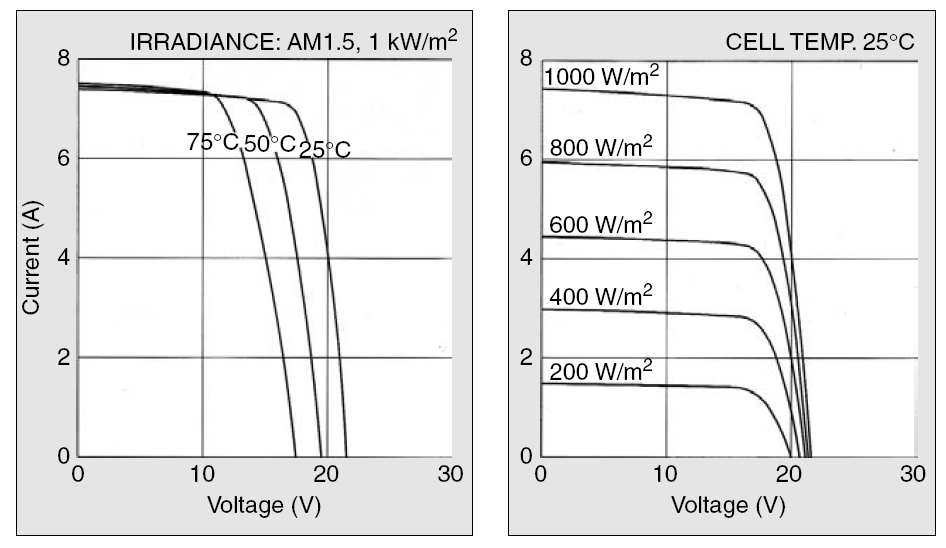 IRRADIANCE: AM1.5, 1 kW/m²
8
6
4
2
0
75°C 50°C 25°C
Current (A)
0 10 20 30
Voltage (V)
CELL TEMP. 25°C
8
6
4
2
0
1000 W/m²
800 W/m²
600 W/m²
400 W/m²
200 W/m²
0 10 20 30
Voltage (V)